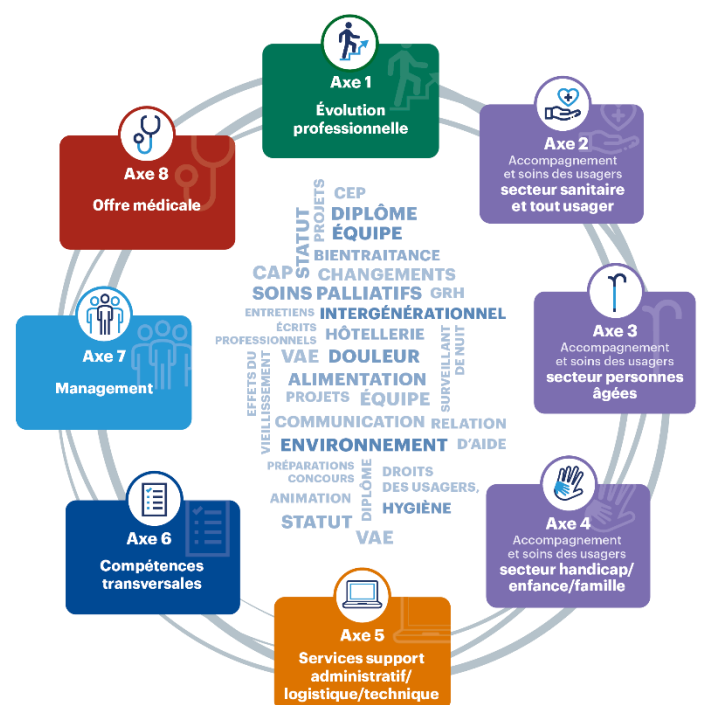 Axe 1
Évolution
professionnelle
Axe 2
Accompagnement
et soins des usagers
secteur sanitaire
et tout usager
Axe 3
Accompagnement
et soins des usagers
secteur personnes
âgées
Axe 4
Accompagnement
et soins des usagers
secteur handicap/
enfance/famille
Axe 5
Services support
administratif/
logistique/technique
Axe 6
Compétences
transversales
Axe 7
Management
Axe 8
Offre médicale
STATUT
PROJETS
CEP
DIPLÔME
ÉQUIPE
BIENTRAITANCE
CAP CHANGEMENTS
SOINS PALLIATIFS GRH
ENTRETIENS INTERGÉNÉRATIONNEL
ÉCRITS
PROFESSIONNELS
HÔTELLERIE
VAE DOULEUR
SURVEILLANT
DE NUIT
EFFETS DU
VIEILLISSEMENT
ALIMENTATION
PROJETS ÉQUIPE
COMMUNICATION RELATION
ENVIRONNEMENT D'AIDE
PRÉPARATIONS
CONCOURS
DIPLÔME
DROITS
DES USAGERS,
ANIMATION
HYGIÈNE
STATUT
VAE